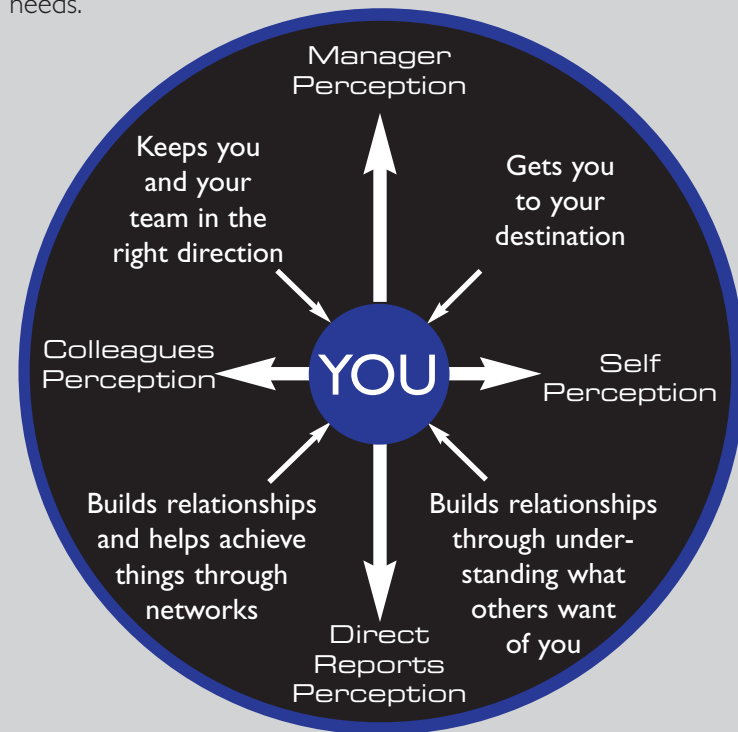 needs.
Manager
Perception
Keeps you
and your
team in the
right direction
Gets you
to your
destination
Colleagues
Perception
YOU
Self
Perception
Builds relationships
and helps achieve
things through
networks
Builds relationships
through under-
standing what
others want
of you
Direct
Reports
Perception